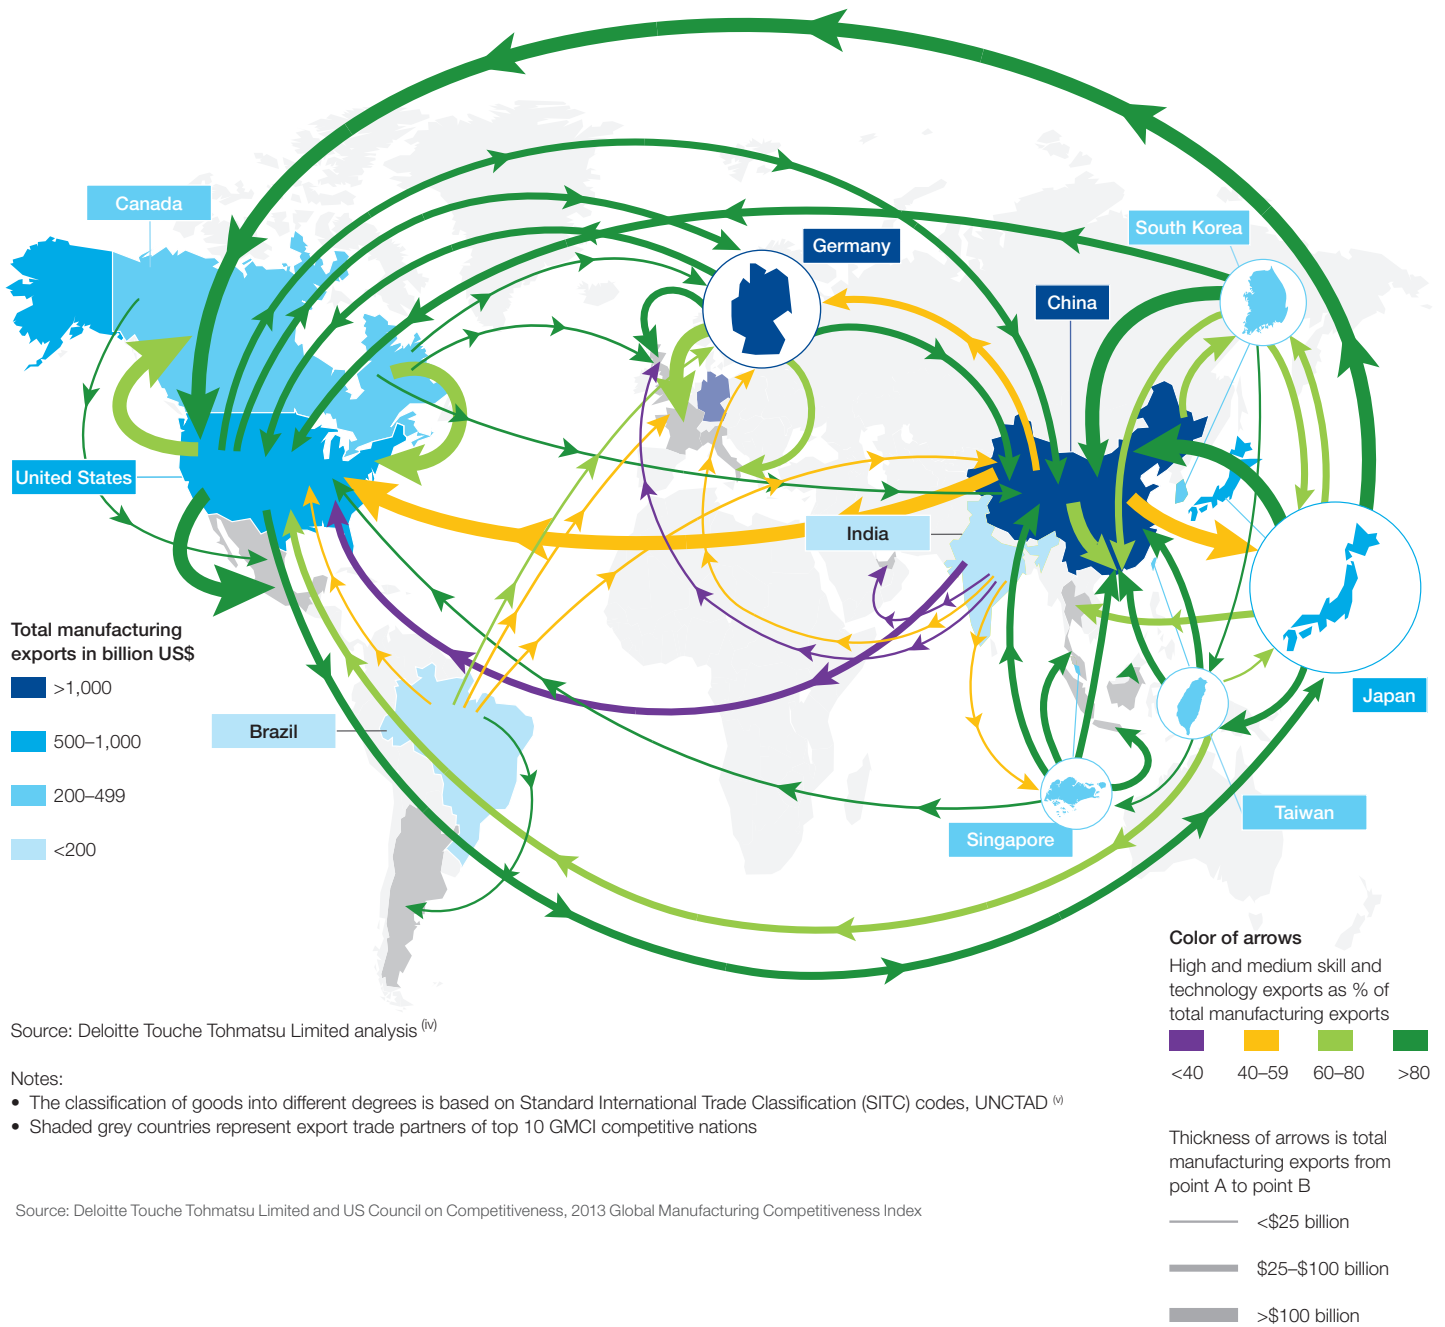 Canada
Germany
South Korea
China
United States
India
Total manufacturing
exports in billion US$
>1,000
500–1,000
200–499
<200
Brazil
Japan
Taiwan
Singapore
Color of arrows
High and medium skill and
technology exports as % of
total manufacturing exports
<40 40–59 60–80 >80
Source: Deloitte Touche Tohmatsu Limited analysis (iv)
Notes:
• The classification of goods into different degrees is based on Standard International Trade Classification (SITC) codes, UNCTAD (v)
• Shaded grey countries represent export trade partners of top 10 GMCI competitive nations
Thickness of arrows is total
manufacturing exports from
point A to point B
<$25 billion
$25–$100 billion
>$100 billion
Source: Deloitte Touche Tohmatsu Limited and US Council on Competitiveness, 2013 Global Manufacturing Competitiveness Index